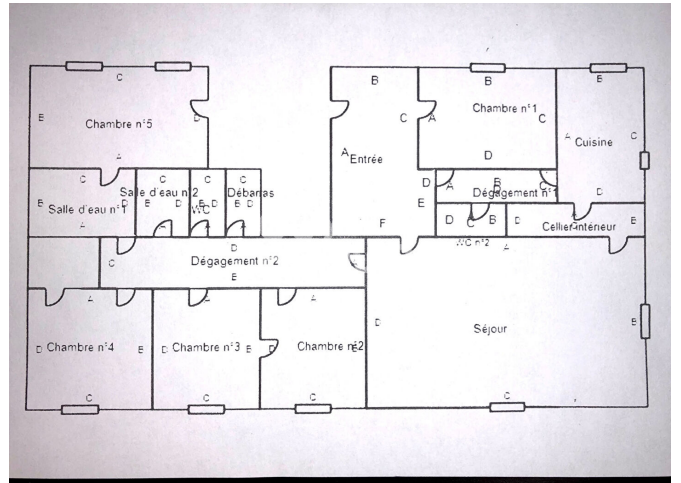 C
B
B
B
B
Chambre n°5
D
A
Entrée
C
A
Chambre n°1
C
D
A
Cuisine
C
D
A
C
C
C
C
B
Salle d'eau n°1
A
D
Salle d'eau n°2
B
D
A
WC
B
D
A
Débarras
B
D
A
D
E
F
A
B
D
C
Dégagement n°1
D
C
B
WC n°2
D
Cellier intérieur
B
A
C
D
Dégagement n°2
B
A
A
A
A
D
Chambre n°4
B
D
Chambre n°3
B
D
Chambre n°2
B
D
Séjour
B
C
C
C
C